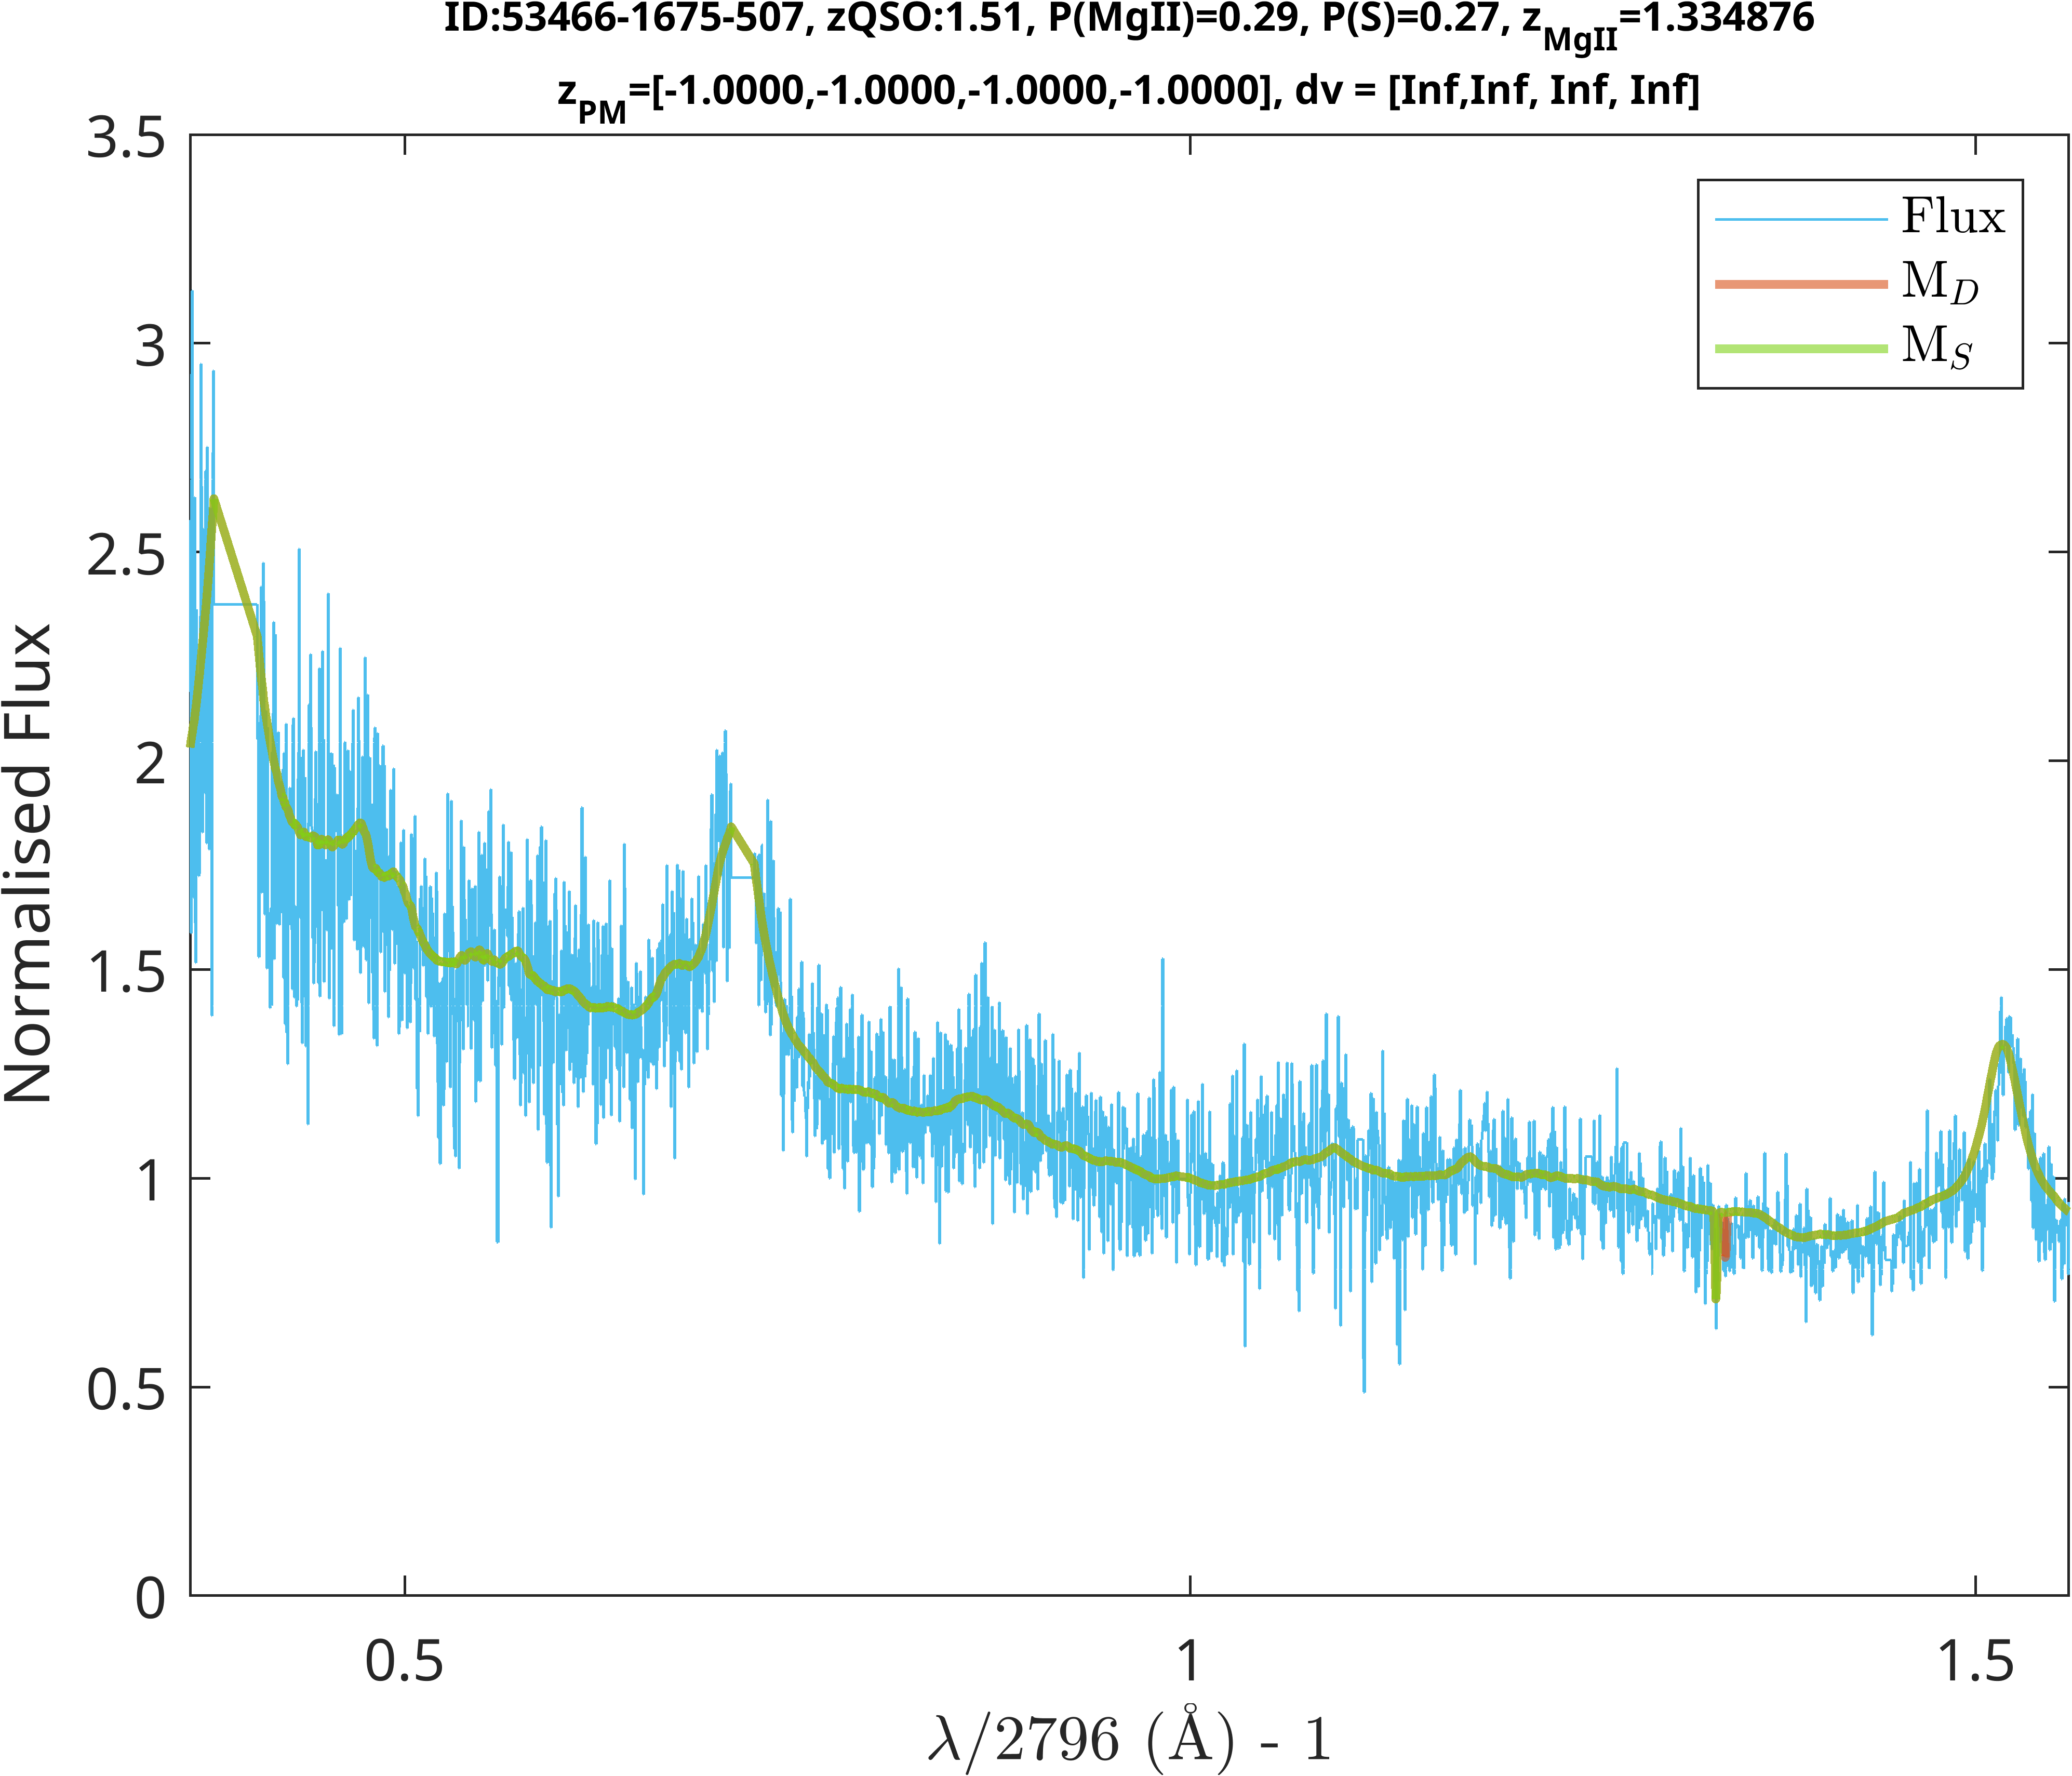 ID:53466-1675-507, zQSO:1.51, P(MgII)=0.29, P(S)=0.27, zMgII=1.334876
zPM=[-1.0000,-1.0000,-1.0000,-1.0000], dv = [Inf,Inf, Inf, Inf]
3.5
3
2.5
2
1.5
1
0.5
0
Normalised Flux
Flux
MD
MS
0.5
1
1.5
λ/2796 (Å) - 1